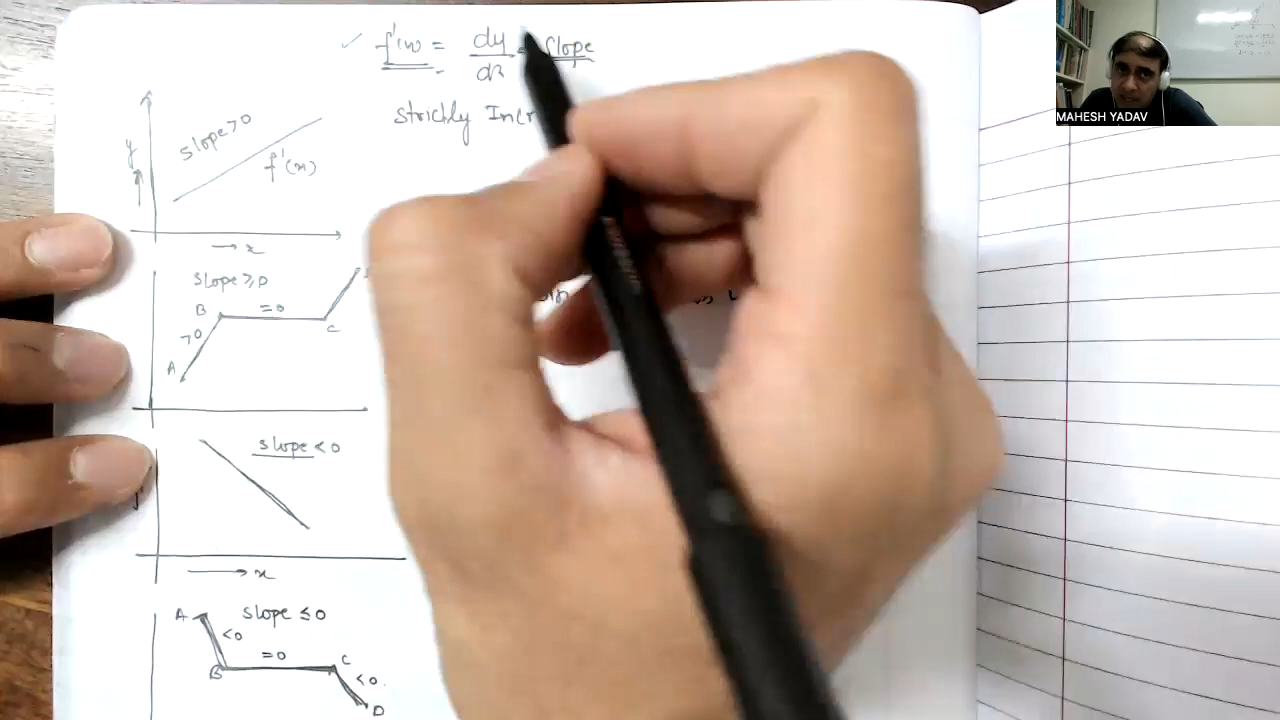 f'(x) = dy/dx = Slope
MAHESH YADAV
Strictly Incr
slope > 0
y
f'(x)
→ x
Slope ≥ 0
B = 0 C
> 0
A
slope < 0
→ x
A slope ≤ 0
< 0
= 0 C
B < 0
D